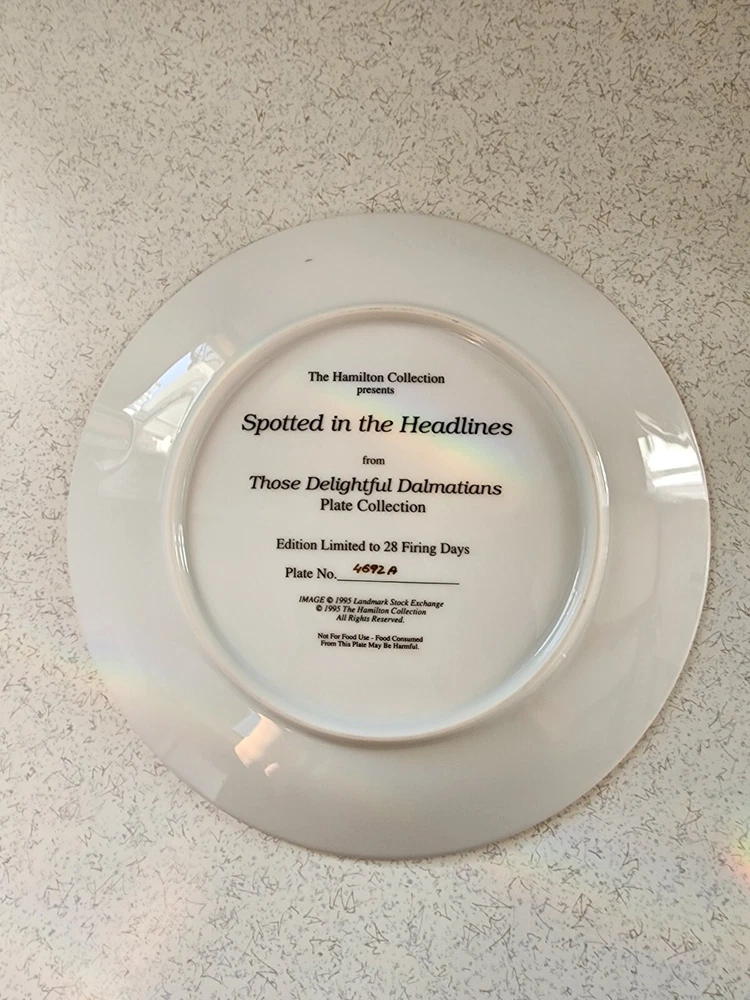 The Hamilton Collection
presents
Spotted in the Headlines
from
Those Delightful Dalmatians
Plate Collection
Edition Limited to 28 Firing Days
Plate No. 4692A
IMAGE © 1995 Landmark Stock Exchange
© 1995 The Hamilton Collection
All Rights Reserved.
Not For Food Use - Food Consumed
From This Plate May Be Harmful.